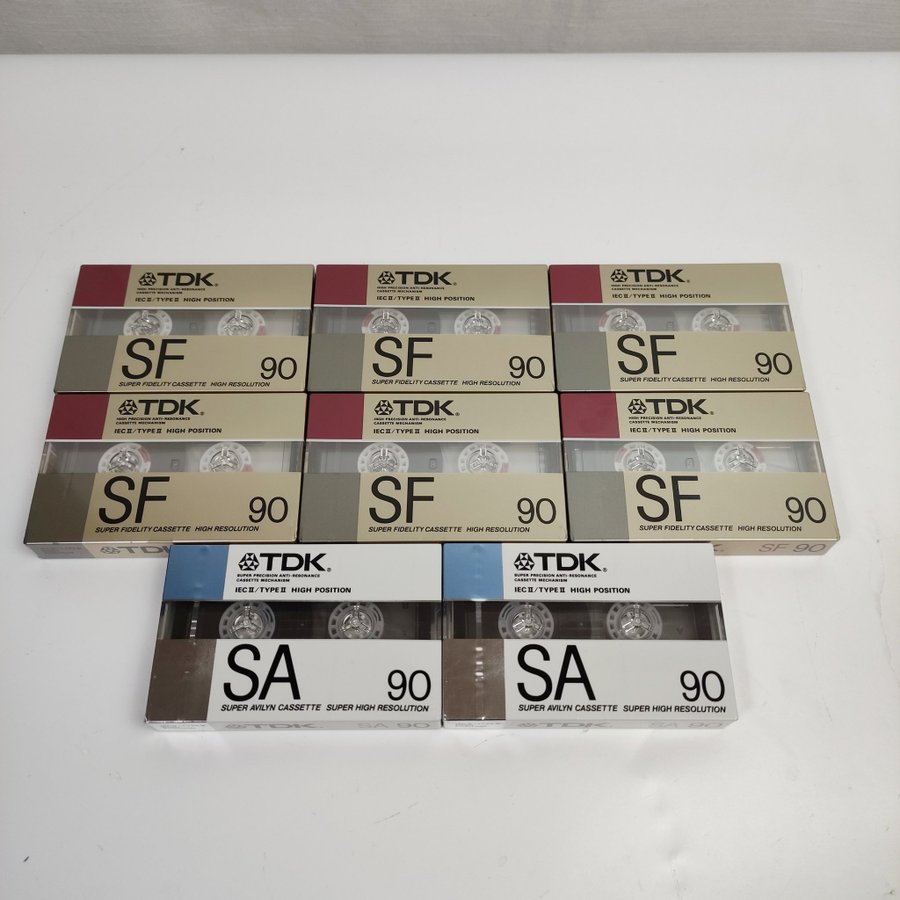 TDK
HIGH PRECISION ANTI-RESONANCE
CASSETTE MECHANISM
IEC II/TYPE II HIGH POSITION
SF 90
SUPER FIDELITY CASSETTE HIGH RESOLUTION
TDK
HIGH PRECISION ANTI-RESONANCE
CASSETTE MECHANISM
IEC II/TYPE II HIGH POSITION
SF 90
SUPER FIDELITY CASSETTE HIGH RESOLUTION
TDK
HIGH PRECISION ANTI-RESONANCE
CASSETTE MECHANISM
IEC II/TYPE II HIGH POSITION
SF 90
SUPER FIDELITY CASSETTE HIGH RESOLUTION
TDK
HIGH PRECISION ANTI-RESONANCE
CASSETTE MECHANISM
IEC II/TYPE II HIGH POSITION
SF 90
SUPER FIDELITY CASSETTE HIGH RESOLUTION
TDK
TDK
HIGH PRECISION ANTI-RESONANCE
CASSETTE MECHANISM
IEC II/TYPE II HIGH POSITION
SF 90
SUPER FIDELITY CASSETTE HIGH RESOLUTION
TDK
HIGH PRECISION ANTI-RESONANCE
CASSETTE MECHANISM
IEC II/TYPE II HIGH POSITION
SF 90
SUPER FIDELITY CASSETTE HIGH RESOLUTION
SF 90
TDK
SUPER PRECISION ANTI-RESONANCE
CASSETTE MECHANISM
IEC II/TYPE II HIGH POSITION
SA 90
SUPER AVILYN CASSETTE SUPER HIGH RESOLUTION
TDK SA 90
TDK
SUPER PRECISION ANTI-RESONANCE
CASSETTE MECHANISM
IEC II/TYPE II HIGH POSITION
SA 90
SUPER AVILYN CASSETTE SUPER HIGH RESOLUTION
TDK SA 90